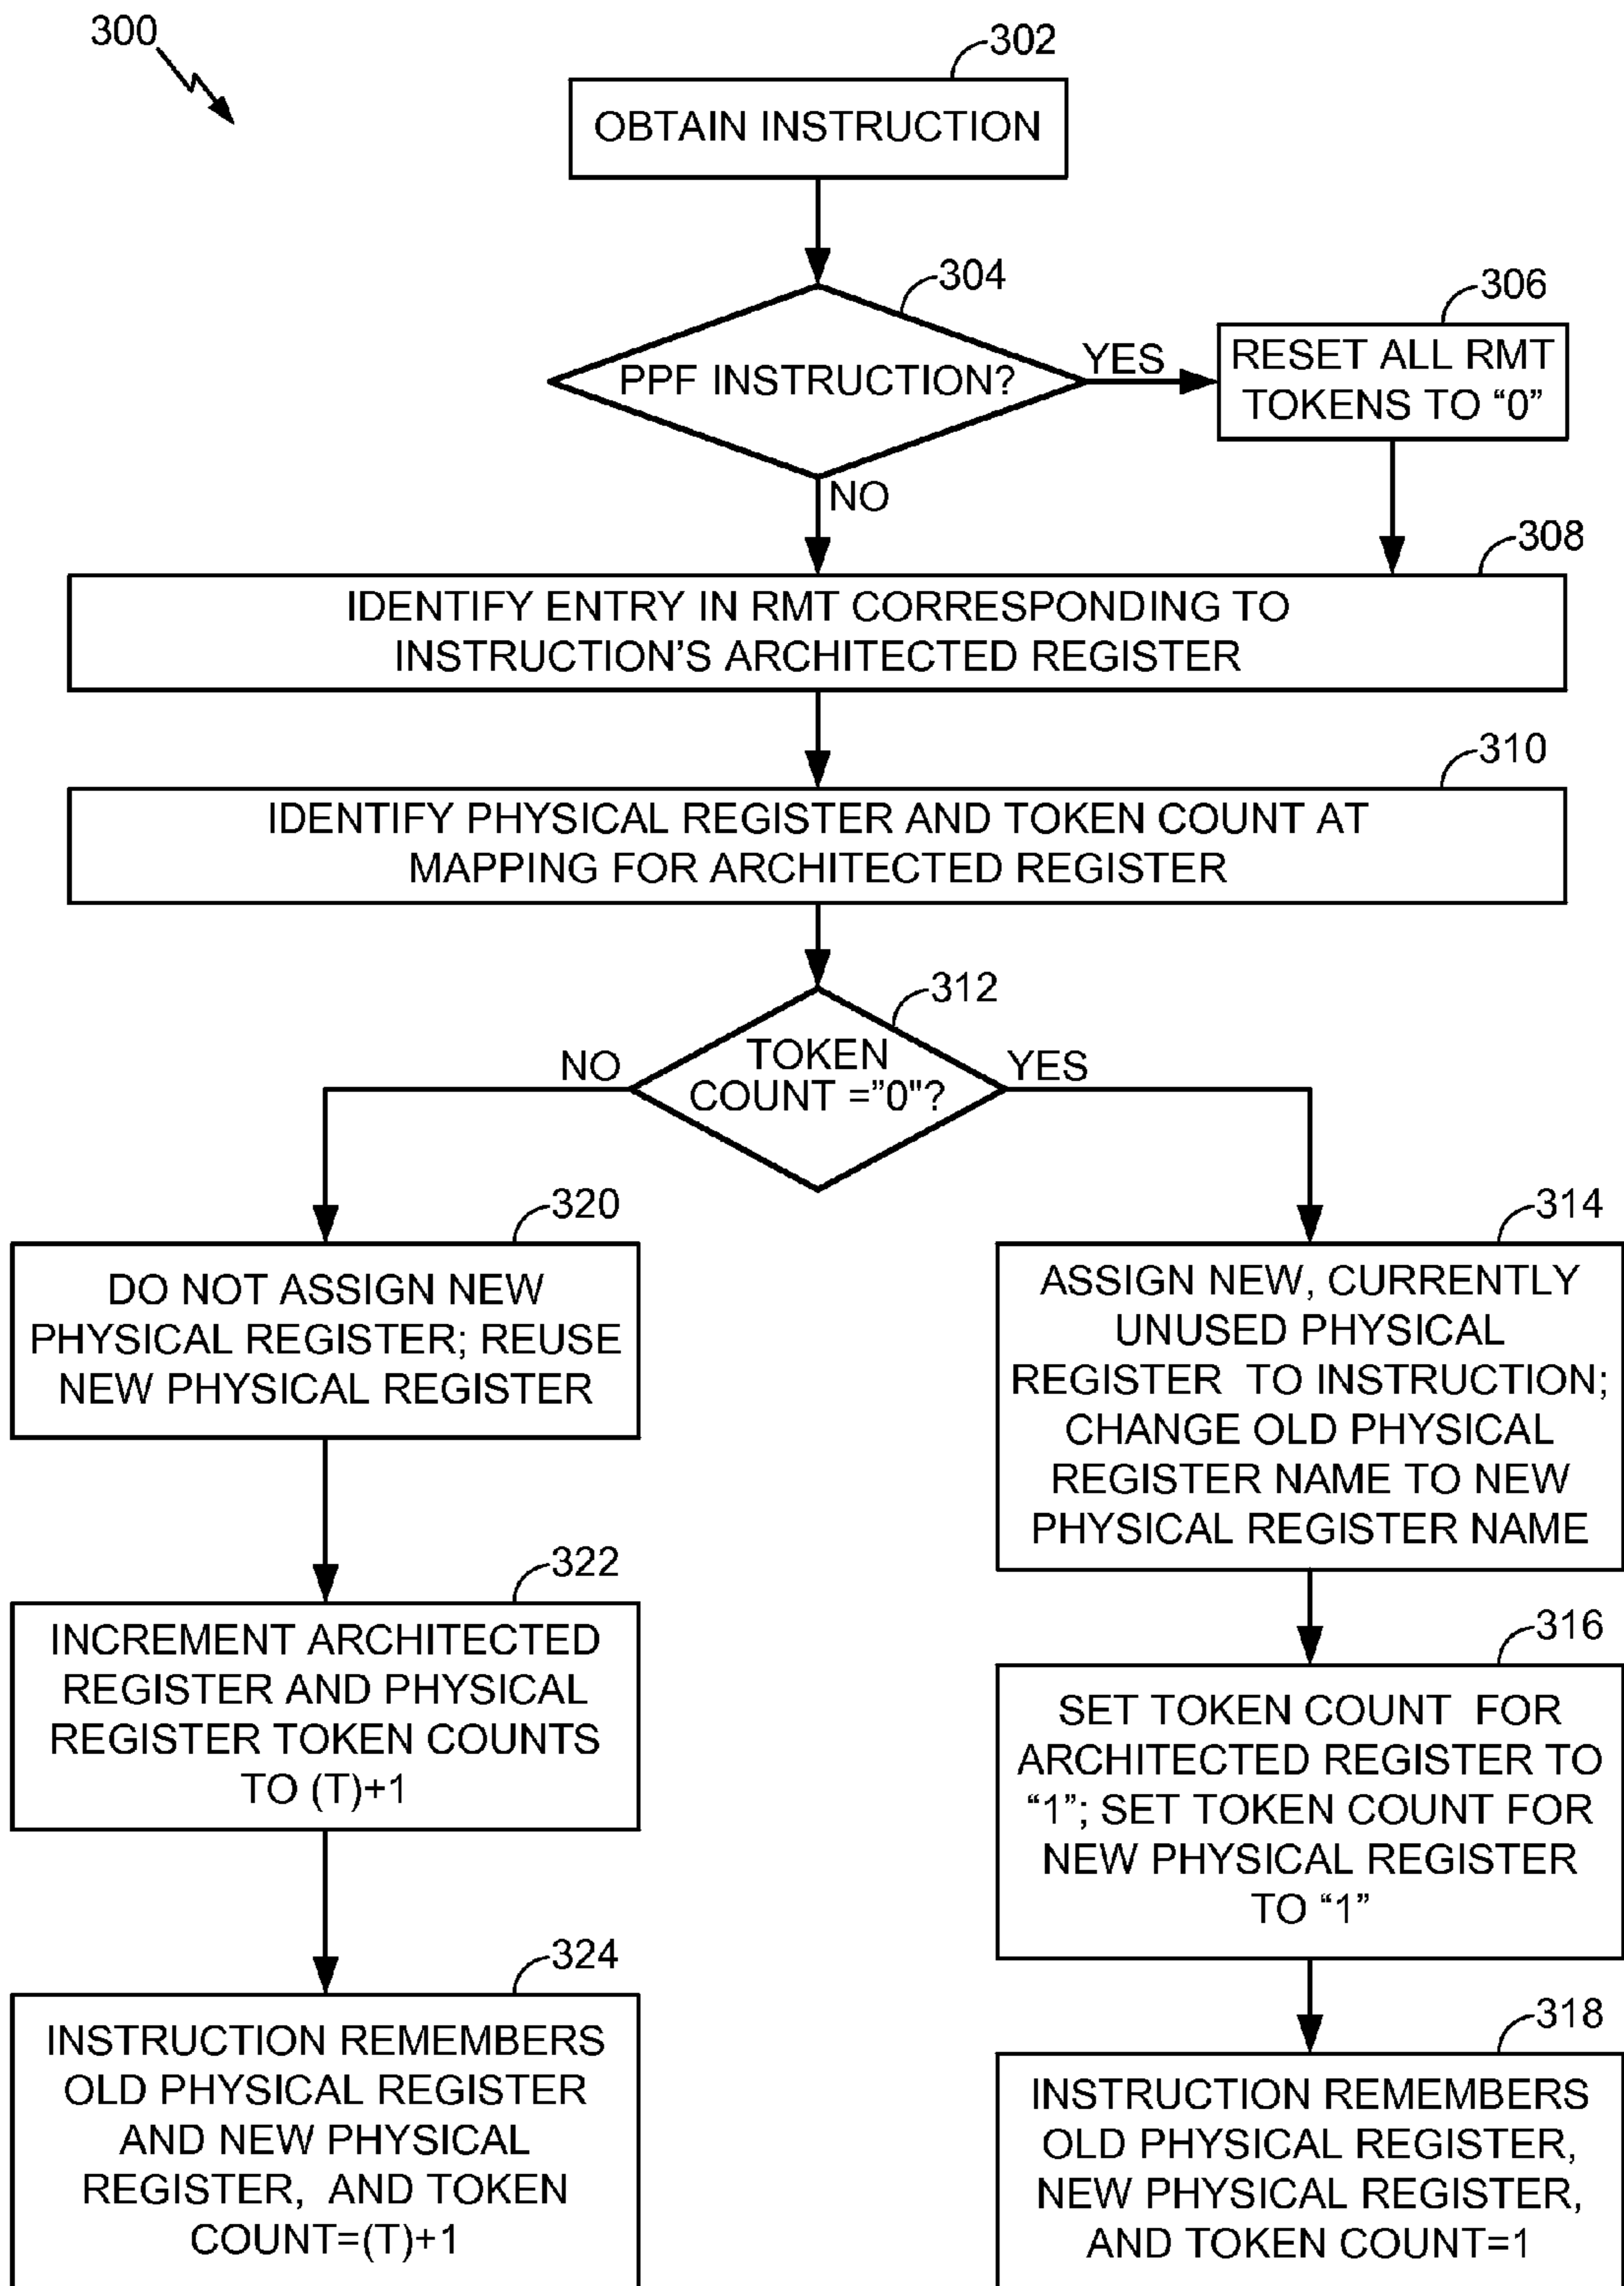 300
302
OBTAIN INSTRUCTION
304
PPF INSTRUCTION?
YES
306
RESET ALL RMT
TOKENS TO “0”
NO
308
IDENTIFY ENTRY IN RMT CORRESPONDING TO
INSTRUCTION’S ARCHITECTED REGISTER
310
IDENTIFY PHYSICAL REGISTER AND TOKEN COUNT AT
MAPPING FOR ARCHITECTED REGISTER
312
TOKEN
COUNT =”0"?
NO
YES
320
DO NOT ASSIGN NEW
PHYSICAL REGISTER; REUSE
NEW PHYSICAL REGISTER
322
INCREMENT ARCHITECTED
REGISTER AND PHYSICAL
REGISTER TOKEN COUNTS
TO (T)+1
324
INSTRUCTION REMEMBERS
OLD PHYSICAL REGISTER
AND NEW PHYSICAL
REGISTER, AND TOKEN
COUNT=(T)+1
314
ASSIGN NEW, CURRENTLY
UNUSED PHYSICAL
REGISTER TO INSTRUCTION;
CHANGE OLD PHYSICAL
REGISTER NAME TO NEW
PHYSICAL REGISTER NAME
316
SET TOKEN COUNT FOR
ARCHITECTED REGISTER TO
“1”; SET TOKEN COUNT FOR
NEW PHYSICAL REGISTER
TO “1”
318
INSTRUCTION REMEMBERS
OLD PHYSICAL REGISTER,
NEW PHYSICAL REGISTER,
AND TOKEN COUNT=1